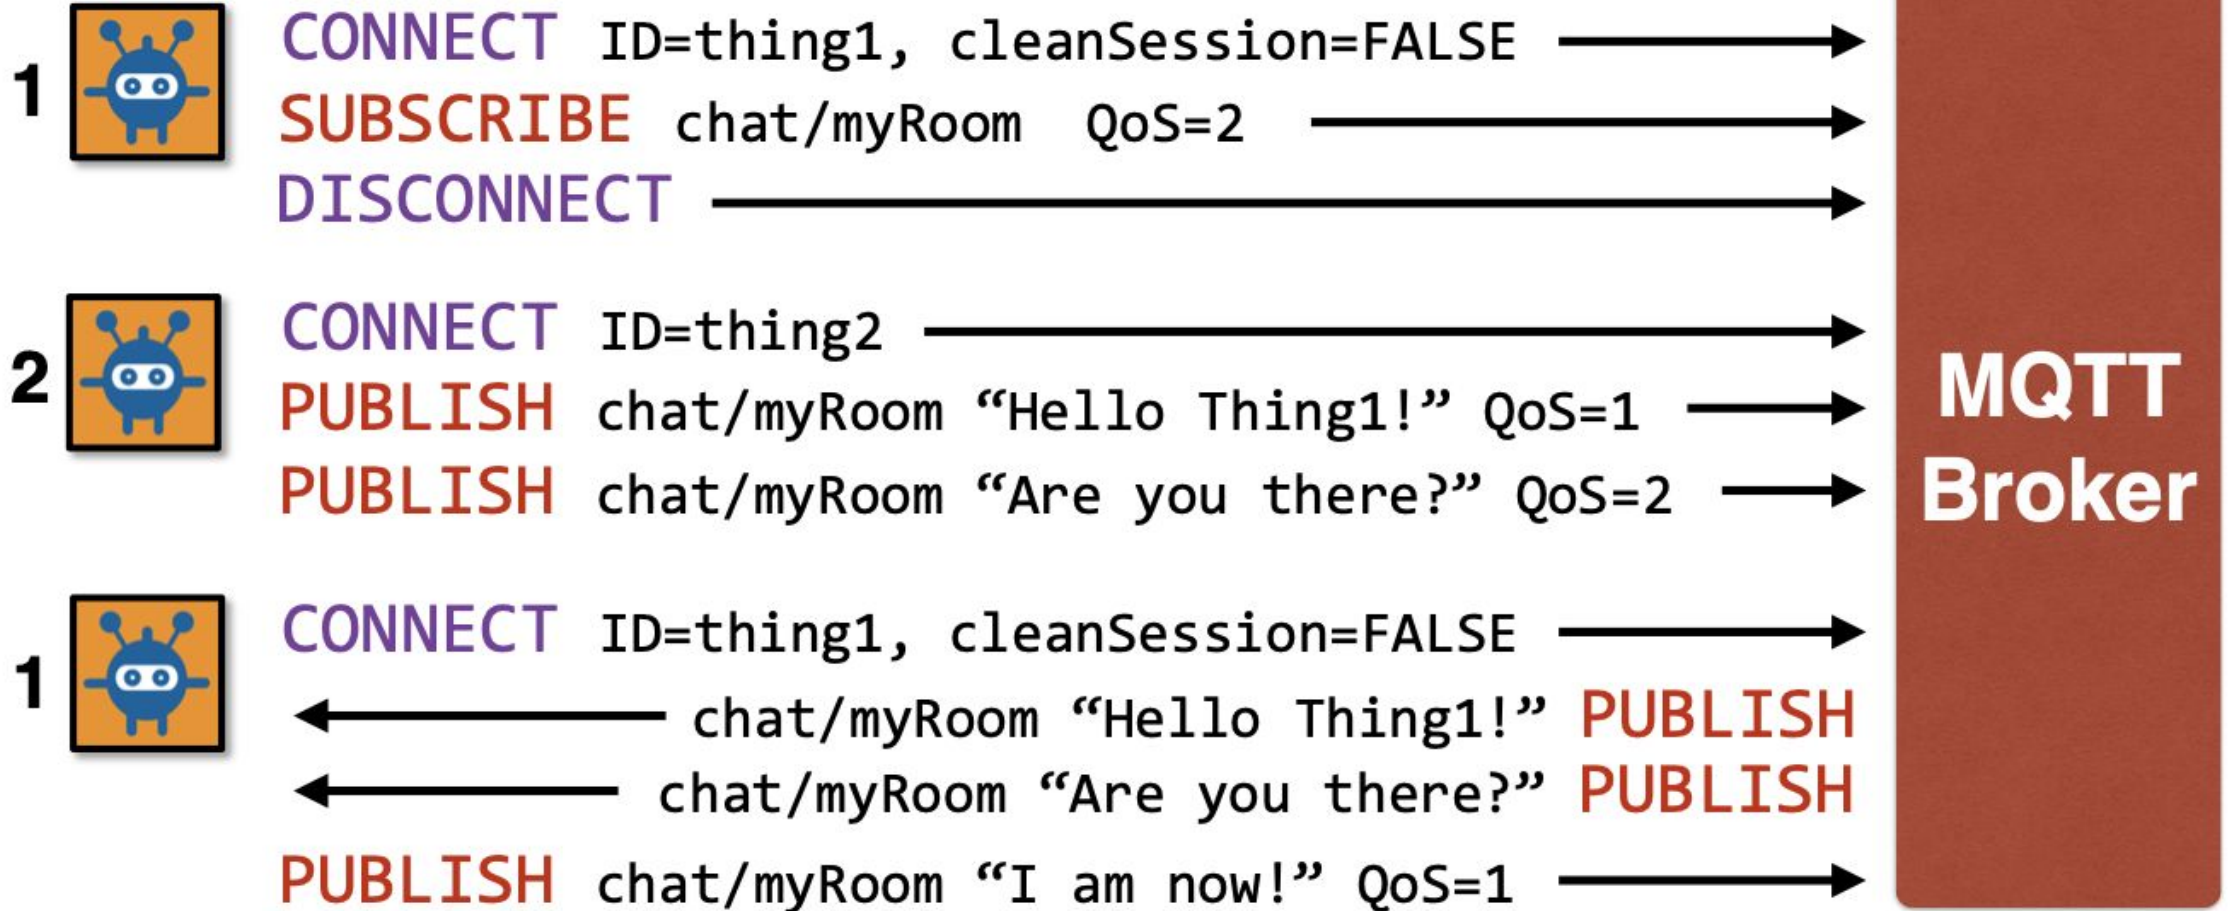 1
CONNECT ID=thing1, cleanSession=FALSE
SUBSCRIBE chat/myRoom QoS=2
DISCONNECT
2
CONNECT ID=thing2
PUBLISH chat/myRoom “Hello Thing1!” QoS=1
PUBLISH chat/myRoom “Are you there?” QoS=2
1
CONNECT ID=thing1, cleanSession=FALSE
chat/myRoom “Hello Thing1!” PUBLISH
chat/myRoom “Are you there?” PUBLISH
PUBLISH chat/myRoom “I am now!” QoS=1
MQTT
Broker